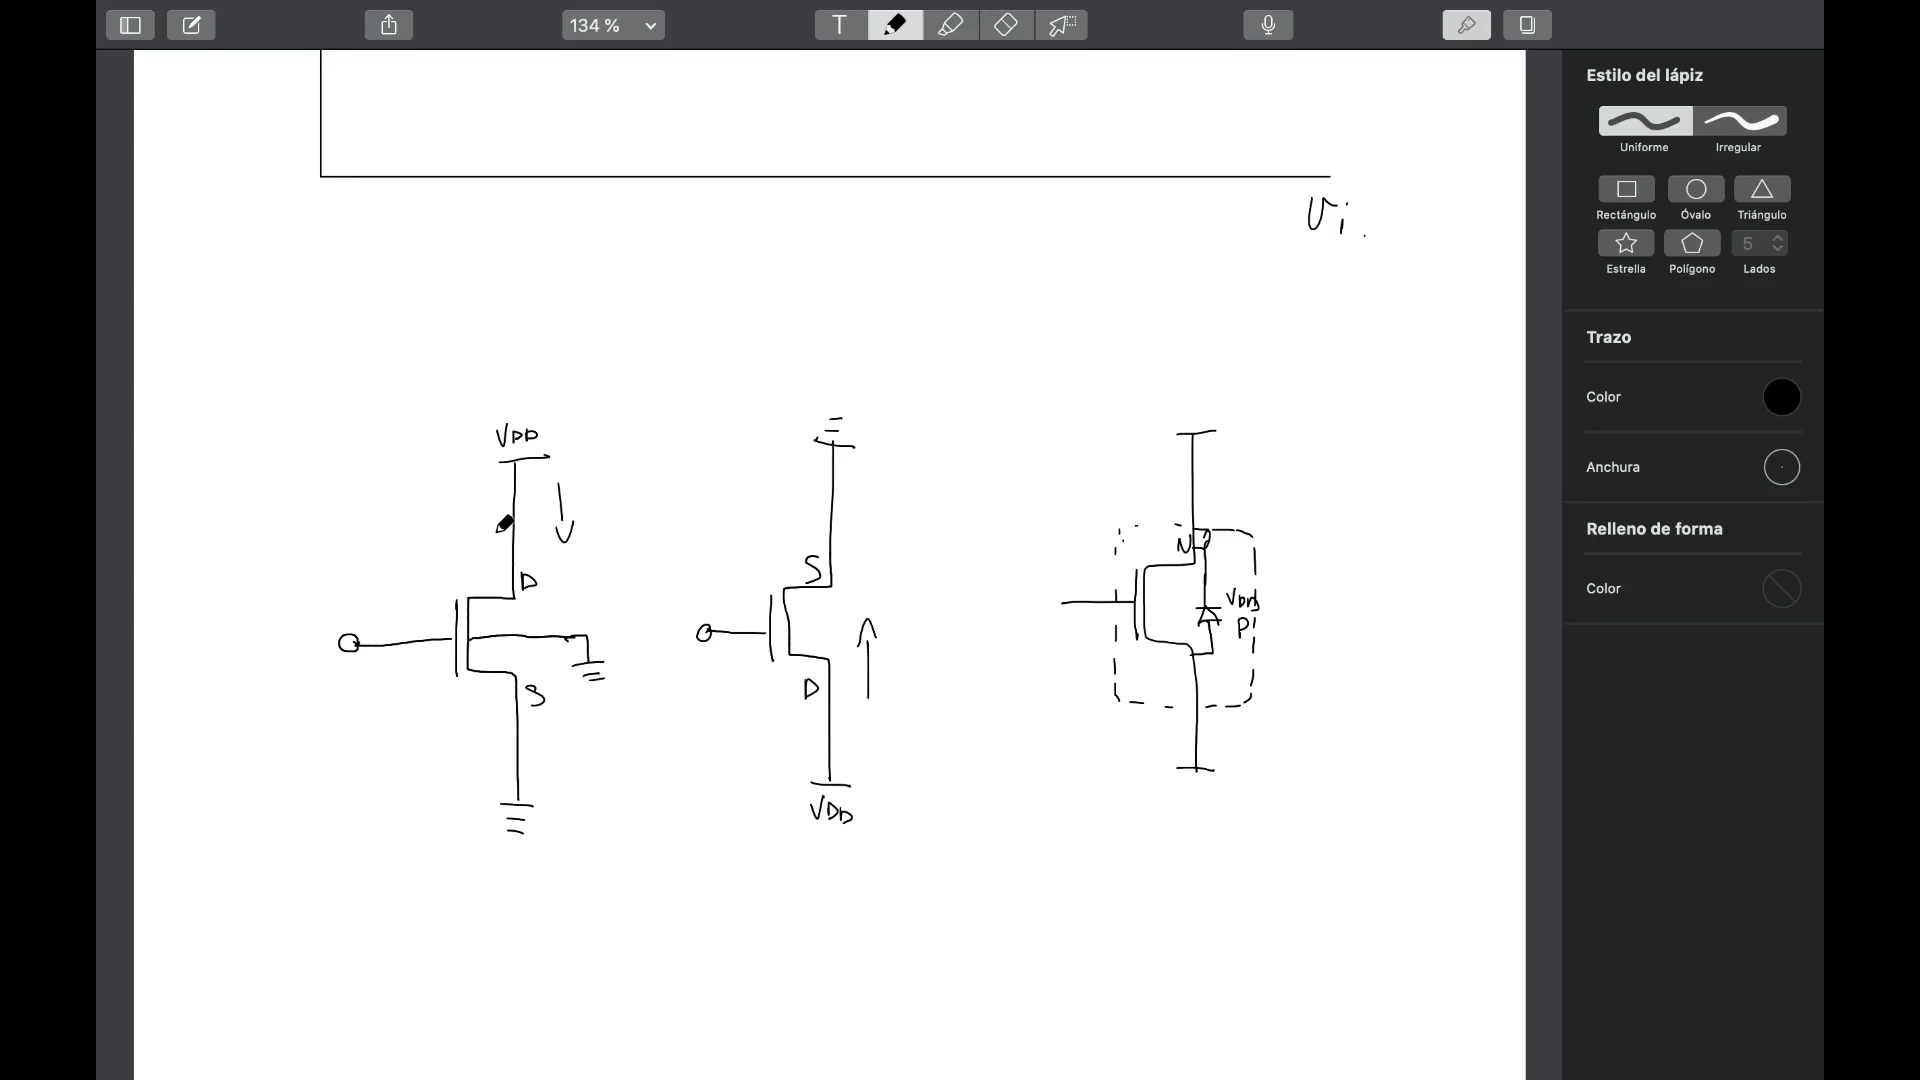 134 %
T
Estilo del lápiz
Uniforme
Irregular
Rectángulo
Óvalo
Triángulo
5
Estrella
Polígono
Lados
Trazo
Color
Anchura
Relleno de forma
Color
Vi
VDD
D
S
S
D
VDD
N
P